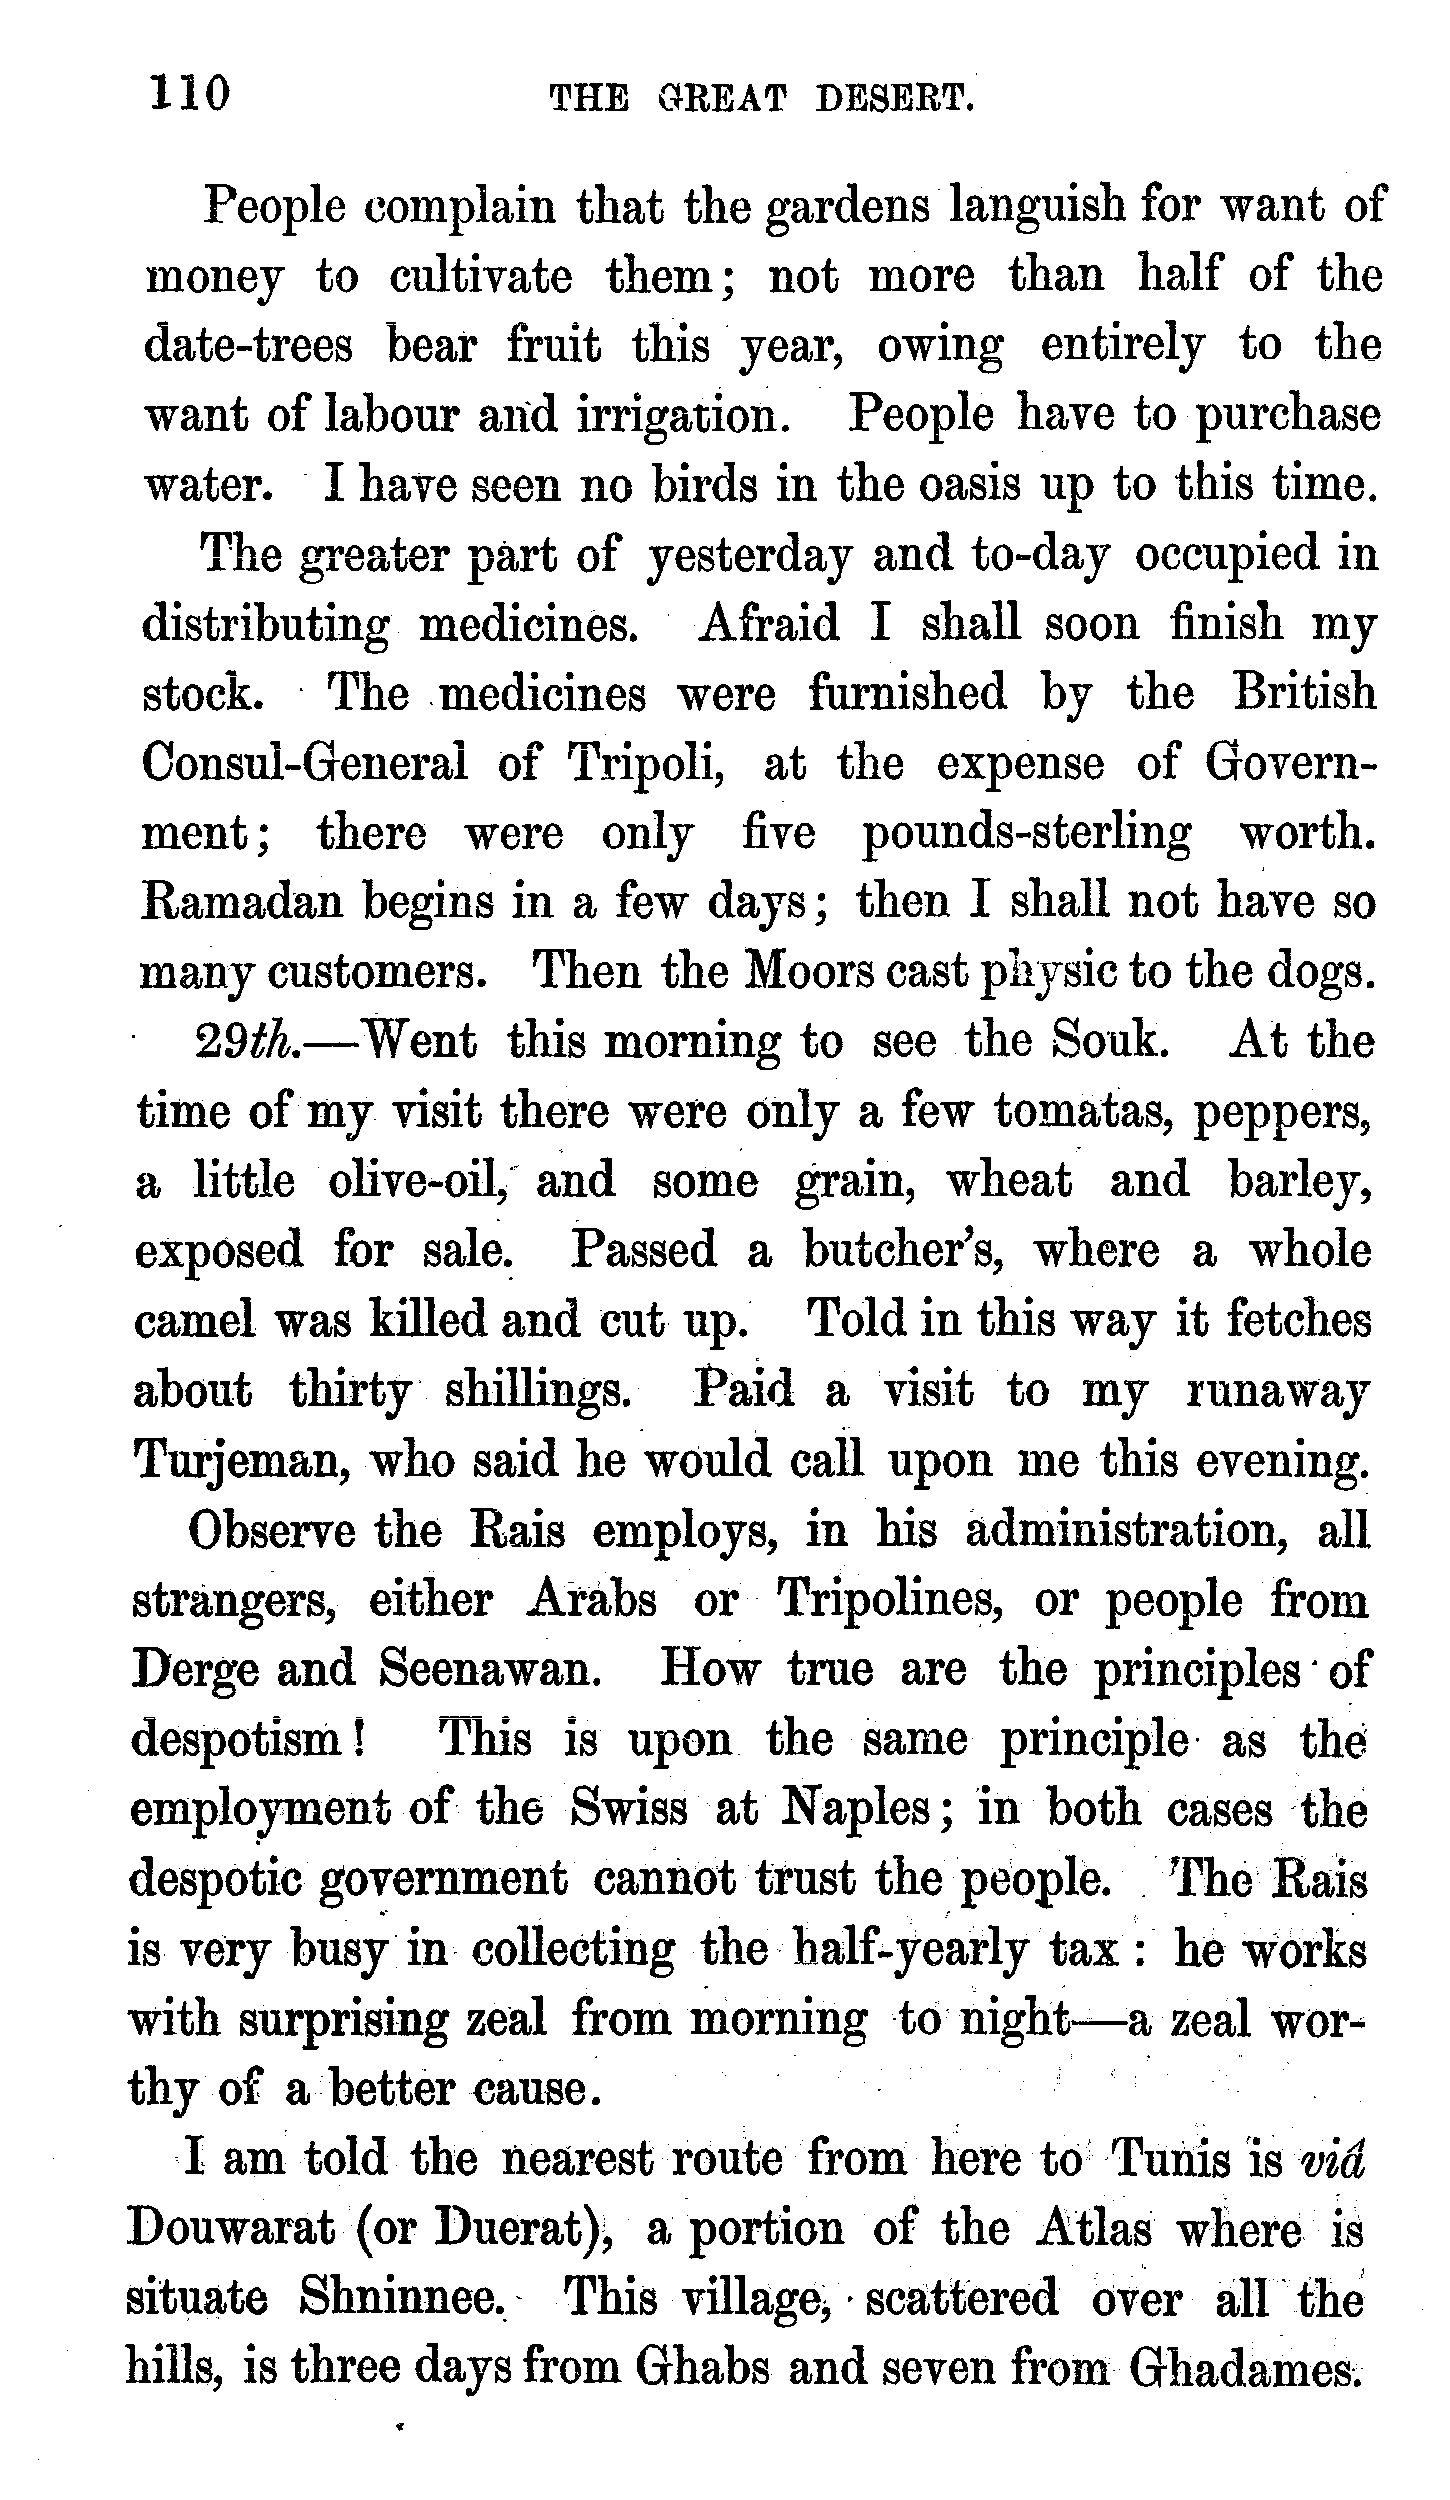 110 THE GREAT DESERT.
People complain that the gardens languish for want of
money to cultivate them; not more than half of the
date-trees bear fruit this year, owing entirely to the
want of labour and irrigation. People have to purchase
water. I have seen no birds in the oasis up to this time.
The greater part of yesterday and to-day occupied in
distributing medicines. Afraid I shall soon finish my
stock. The medicines were furnished by the British
Consul-General of Tripoli, at the expense of Govern-
ment; there were only five pounds-sterling worth.
Ramadan begins in a few days; then I shall not have so
many customers. Then the Moors cast physic to the dogs.
29th.—Went this morning to see the Souk. At the
time of my visit there were only a few tomatas, peppers,
a little olive-oil, and some grain, wheat and barley,
exposed for sale. Passed a butcher's, where a whole
camel was killed and cut up. Told in this way it fetches
about thirty shillings. Paid a visit to my runaway
Turjeman, who said he would call upon me this evening.
Observe the Rais employs, in his administration, all
strangers, either Arabs or Tripolines, or people from
Derge and Seenawan. How true are the principles of
despotism! This is upon the same principle as the
employment of the Swiss at Naples; in both cases the
despotic government cannot trust the people. The Rais
is very busy in collecting the half-yearly tax: he works
with surprising zeal from morning to night—a zeal wor-
thy of a better cause.
I am told the nearest route from here to Tunis is viâ
Douwarat (or Duerat), a portion of the Atlas where is
situate Shninnee. This village, scattered over all the
hills, is three days from Ghabs and seven from Ghadames.